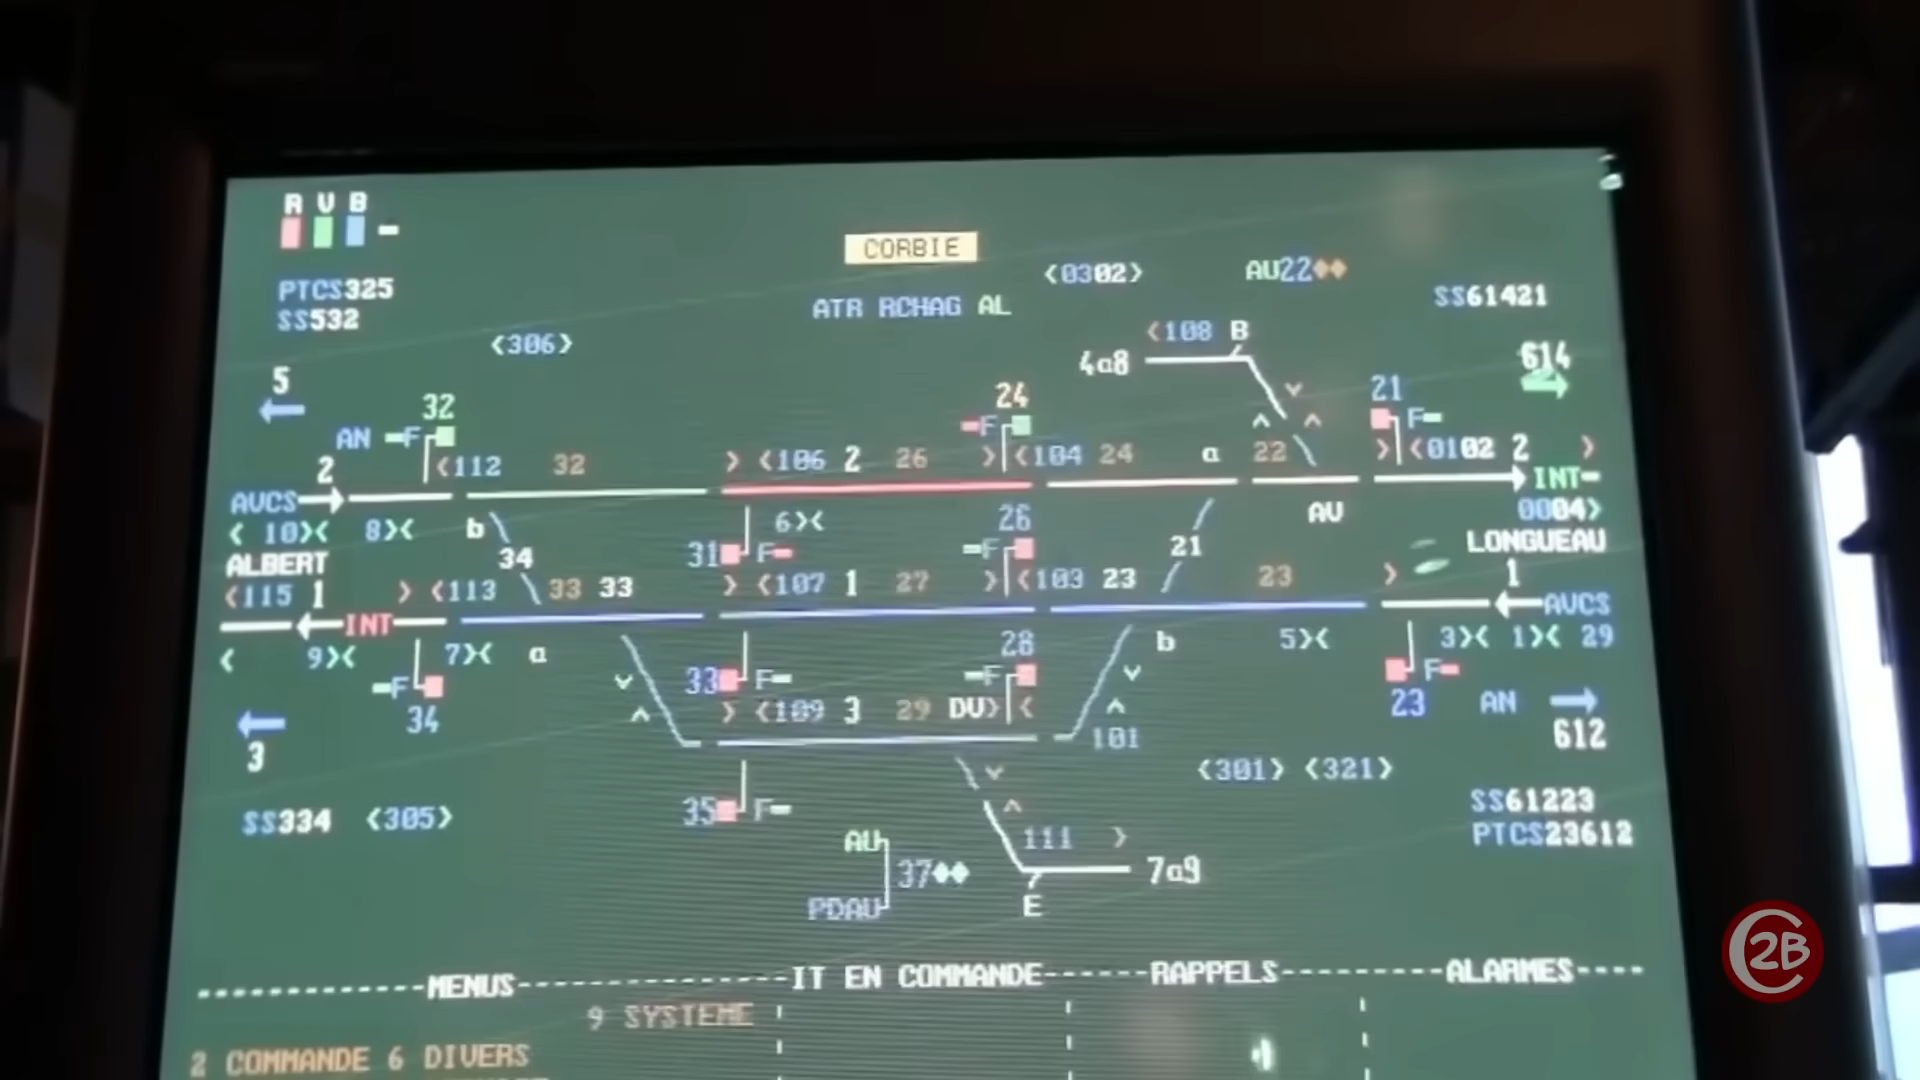 R V B
CORBIE
<0302> AU22
PTCS325
SS61421
SS532
ATR RCHAG AL
<306>
<108 B
4a8
614
5
32
24
21
AN F
F
F
2
<112 32
> <106 2 26 >
<104 24 a 22
> <0102 2 >
AVCS
INT
< 10>< 8><
b
6><
26
AU
0004>
ALBERT
34
31 F
F
21
LONGUEAU
<115 1 > <113
33 33
> <107 1 27 >
<103 23
23 >
1
INT
AVCS
< 9>< 7>< a
28
b
5>< 3>< 1>< 29
F
33 F
F
F
34
> <109 3 29 DV> <
101
23 AN
3
612
<301> <321>
SS334 <305>
35 F
SS61223
AU
111 >
PTCS23612
37
7a9
PDAU
E
MENUS IT EN COMMANDE RAPPELS ALARMES
9 SYSTEME
2 COMMANDE 6 DIVERS
C2B